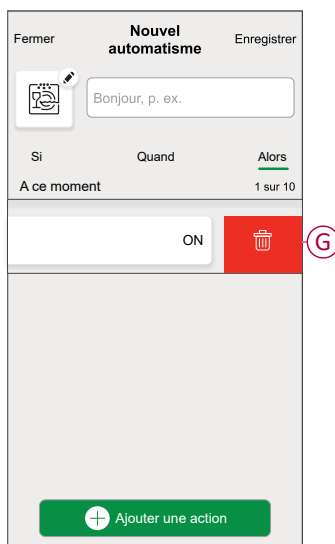 Fermer
Nouvel
automatisme
Enregistrer
Bonjour, p. ex.
Si
Quand
Alors
A ce moment
1 sur 10
ON
G
Ajouter une action